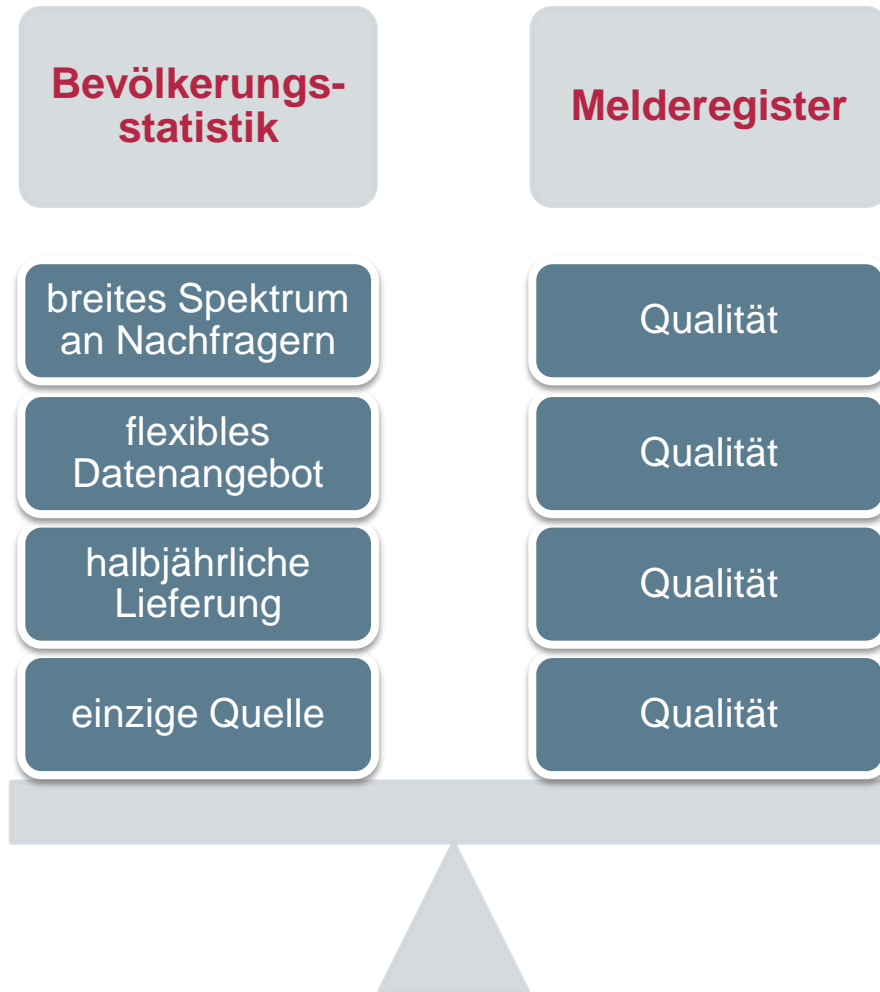 Bevölkerungs-
statistik
Melderegister
breites Spektrum
an Nachfragern
Qualität
flexibles
Datenangebot
Qualität
halbjährliche
Lieferung
Qualität
einzige Quelle
Qualität